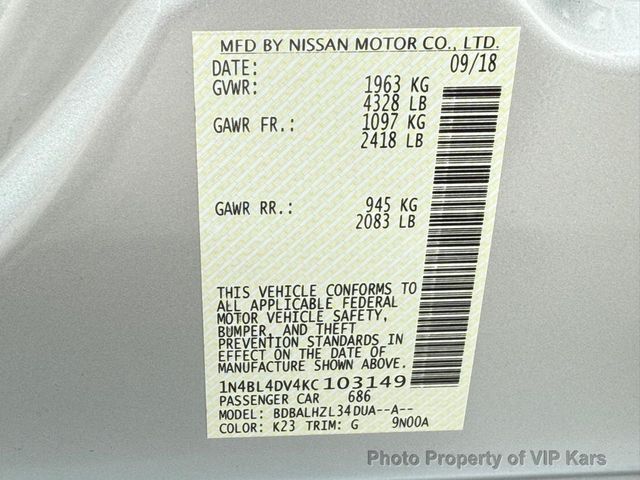 MFD BY NISSAN MOTOR CO., LTD.
DATE: 09/18
GVWR: 1963 KG
4328 LB
GAWR FR.: 1097 KG
2418 LB
GAWR RR.: 945 KG
2083 LB
THIS VEHICLE CONFORMS TO
ALL APPLICABLE FEDERAL
MOTOR VEHICLE SAFETY,
BUMPER, AND THEFT
PREVENTION STANDARDS IN
EFFECT ON THE DATE OF
MANUFACTURE SHOWN ABOVE.
1N4BL4DV4KC103149
PASSENGER CAR 686
MODEL: BDBALHZL34DUA--A--
COLOR: K23 TRIM: G 9N00A
Photo Property of VIP Kars